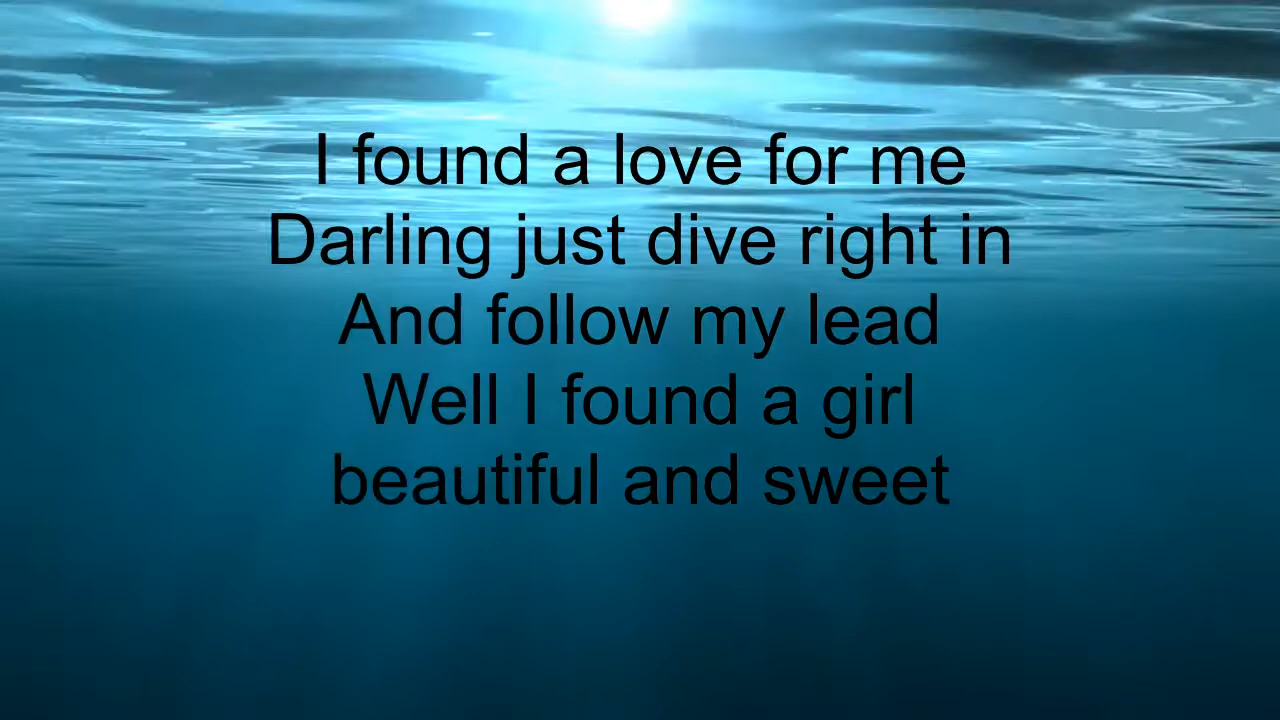 I found a love for me
Darling just dive right in
And follow my lead
Well I found a girl
beautiful and sweet